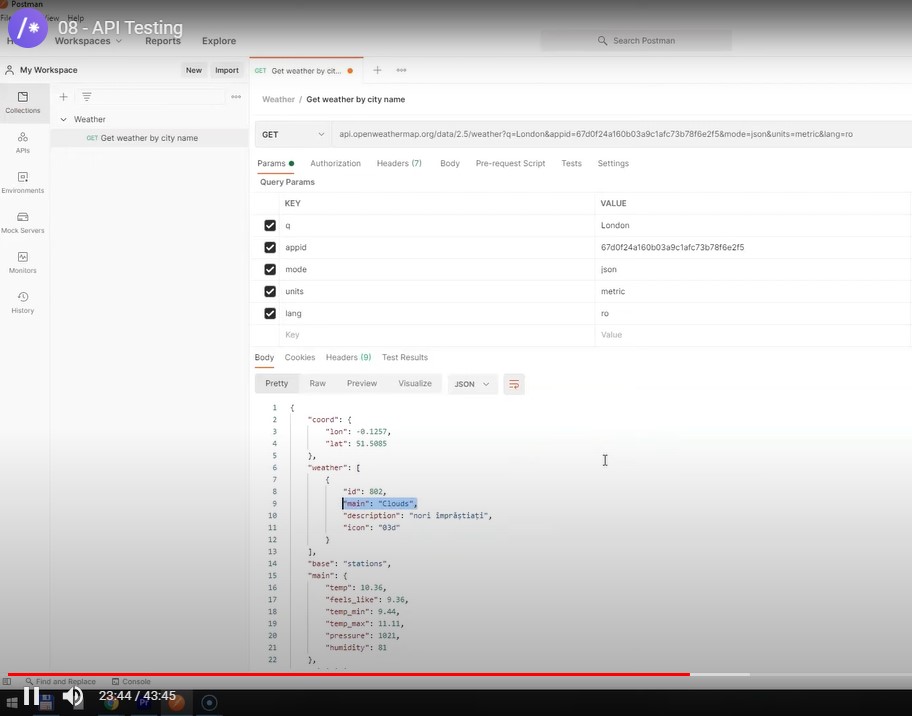 Postman
File View Help
/* 08 - API Testing
Workspaces Reports Explore Search Postman
My Workspace New Import GET Get weather by cit...
Collections
Weather
GET Get weather by city name
APIs
Environments
Mock Servers
Monitors
History
Weather / Get weather by city name
GET api.openweathermap.org/data/2.5/weather?q=London&appid=67d0f24a160b03a9c1afc73b78f6e2f5&mode=json&units=metric&lang=ro
Params Authorization Headers (7) Body Pre-request Script Tests Settings
Query Params
KEY VALUE
q London
appid 67d0f24a160b03a9c1afc73b78f6e2f5
mode json
units metric
lang ro
Key Value
Body Cookies Headers (9) Test Results
Pretty Raw Preview Visualize JSON
1 {
2 "coord": {
3 "lon": -0.1257,
4 "lat": 51.5085
5 },
6 "weather": [
7 {
8 "id": 802,
9 "main": "Clouds",
10 "description": "nori împrăștiați",
11 "icon": "03d"
12 }
13 ],
14 "base": "stations",
15 "main": {
16 "temp": 10.36,
17 "feels_like": 9.36,
18 "temp_min": 9.44,
19 "temp_max": 11.11,
20 "pressure": 1021,
21 "humidity": 81
22 },
Find and Replace Console
23:44 / 43:45
Pr